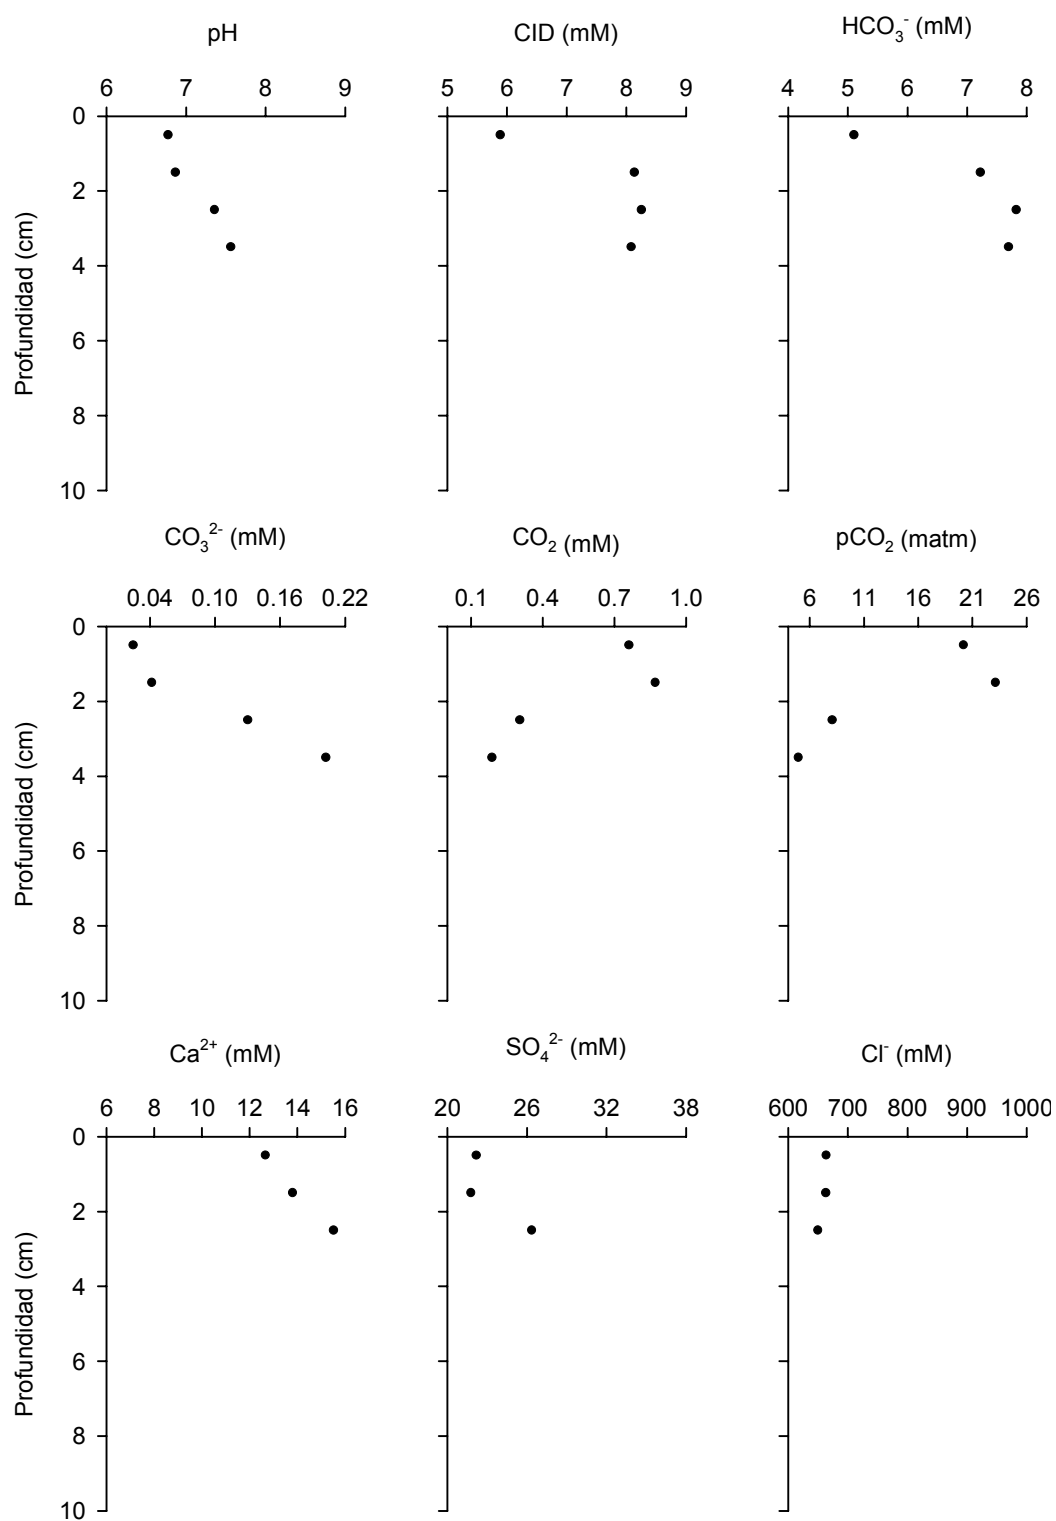 pH CID (mM) HCO₃⁻ (mM)
6 7 8 9 5 6 7 8 9 4 5 6 7 8
0
2
4
6
8
10
Profundidad (cm)
CO₃²⁻ (mM) CO₂ (mM) pCO₂ (matm)
0.04 0.10 0.16 0.22 0.1 0.4 0.7 1.0 6 11 16 21 26
0
2
4
6
8
10
Profundidad (cm)
Ca²⁺ (mM) SO₄²⁻ (mM) Cl⁻ (mM)
6 8 10 12 14 16 20 26 32 38 600 700 800 900 1000
0
2
4
6
8
10
Profundidad (cm)